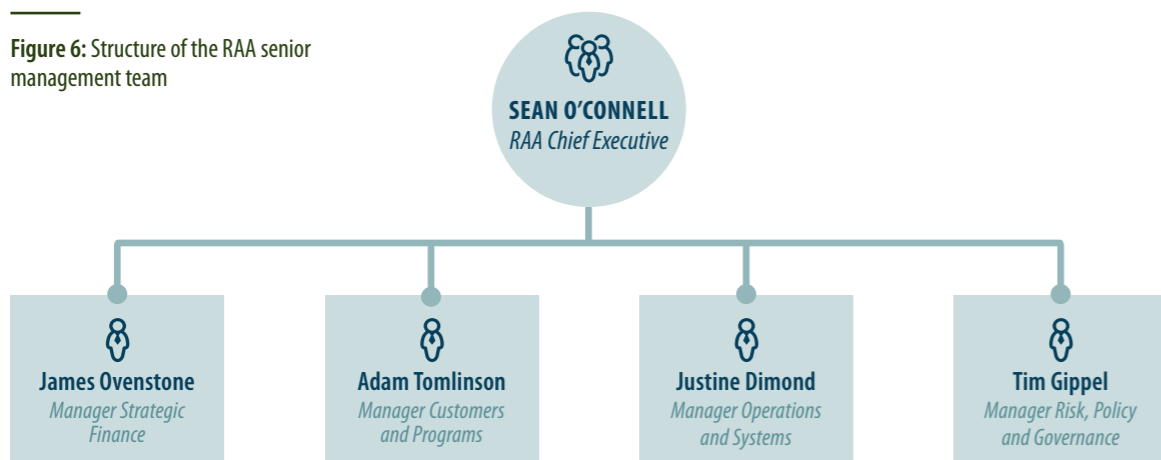 Figure 6: Structure of the RAA senior
management team
SEAN O’CONNELL
RAA Chief Executive
James Ovenstone
Manager Strategic
Finance
Adam Tomlinson
Manager Customers
and Programs
Justine Dimond
Manager Operations
and Systems
Tim Gippel
Manager Risk, Policy
and Governance